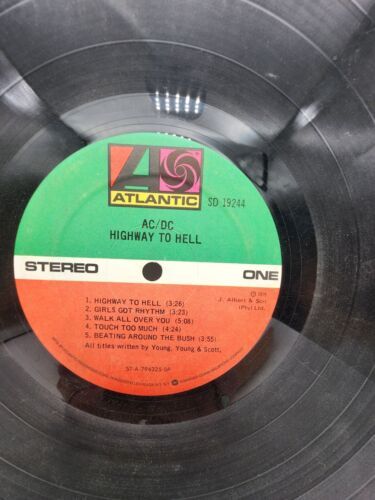 ATLANTIC
SD 19244
AC/DC
HIGHWAY TO HELL
STEREO
ONE
1. HIGHWAY TO HELL (3:26)
2. GIRLS GOT RHYTHM (3:23)
3. WALK ALL OVER YOU (5:08)
4. TOUCH TOO MUCH (4:24)
5. BEATING AROUND THE BUSH (3:55)
All titles written by Young, Young & Scott.
J. Albert & Son
(Pty) Ltd.